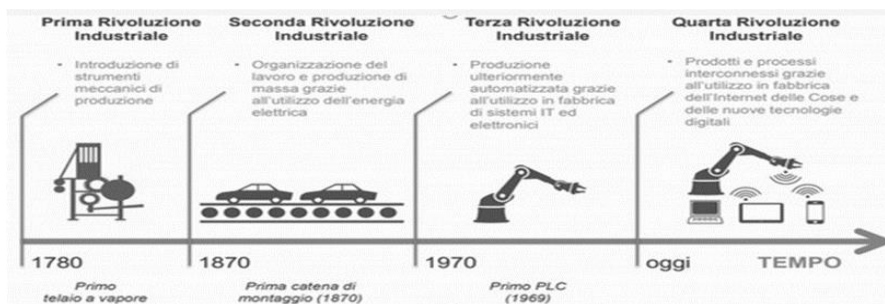 Prima Rivoluzione
Industriale
• Introduzione di
strumenti
meccanici di
produzione
Seconda Rivoluzione
Industriale
• Organizzazione del
lavoro e produzione di
massa grazie
all'utilizzo dell'energia
elettrica
Terza Rivoluzione
Industriale
• Produzione
ulteriormente
automatizzata grazie
all'utilizzo in fabbrica
di sistemi IT ed
elettronici
Quarta Rivoluzione
Industriale
• Prodotti e processi
interconnessi grazie
all'utilizzo in fabbrica
dell'Internet delle Cose e
delle nuove tecnologie
digitali
1780
1870
1970
oggi
TEMPO
Primo
telaio a vapore
Prima catena di
montaggio (1870)
Primo PLC
(1969)